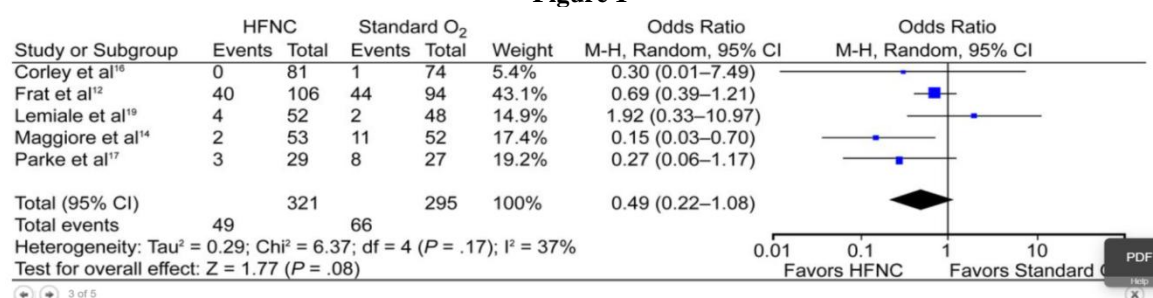 Figure 1
HFNC Standard O₂ Odds Ratio Odds Ratio
Study or Subgroup Events Total Events Total Weight M-H, Random, 95% CI M-H, Random, 95% CI
Corley et al¹⁶ 0 81 1 74 5.4% 0.30 (0.01–7.49)
Frat et al¹² 40 106 44 94 43.1% 0.69 (0.39–1.21)
Lemiale et al¹⁹ 4 52 2 48 14.9% 1.92 (0.33–10.97)
Maggiore et al¹⁴ 2 53 11 52 17.4% 0.15 (0.03–0.70)
Parke et al¹⁷ 3 29 8 27 19.2% 0.27 (0.06–1.17)
Total (95% CI) 321 295 100% 0.49 (0.22–1.08)
Total events 49 66
Heterogeneity: Tau² = 0.29; Chi² = 6.37; df = 4 (P = .17); I² = 37%
Test for overall effect: Z = 1.77 (P = .08)
0.01 0.1 1 10
Favors HFNC Favors Standard
PDF
Help
3 of 5